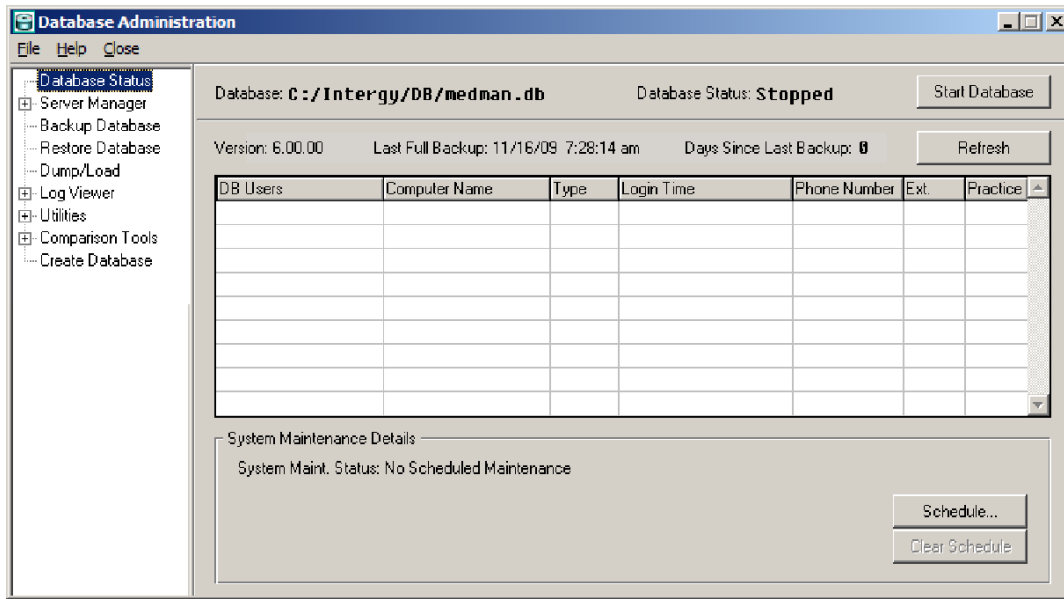 Database Administration
File Help Close
Database Status
Server Manager
Backup Database
Restore Database
Dump/Load
Log Viewer
Utilities
Comparison Tools
Create Database
Database: C:/Intergy/DB/medman.db Database Status: Stopped Start Database
Version: 6.00.00 Last Full Backup: 11/16/09 7:28:14 am Days Since Last Backup: 0 Refresh
DB Users Computer Name Type Login Time Phone Number Ext. Practice
System Maintenance Details
System Maint. Status: No Scheduled Maintenance
Schedule...
Clear Schedule